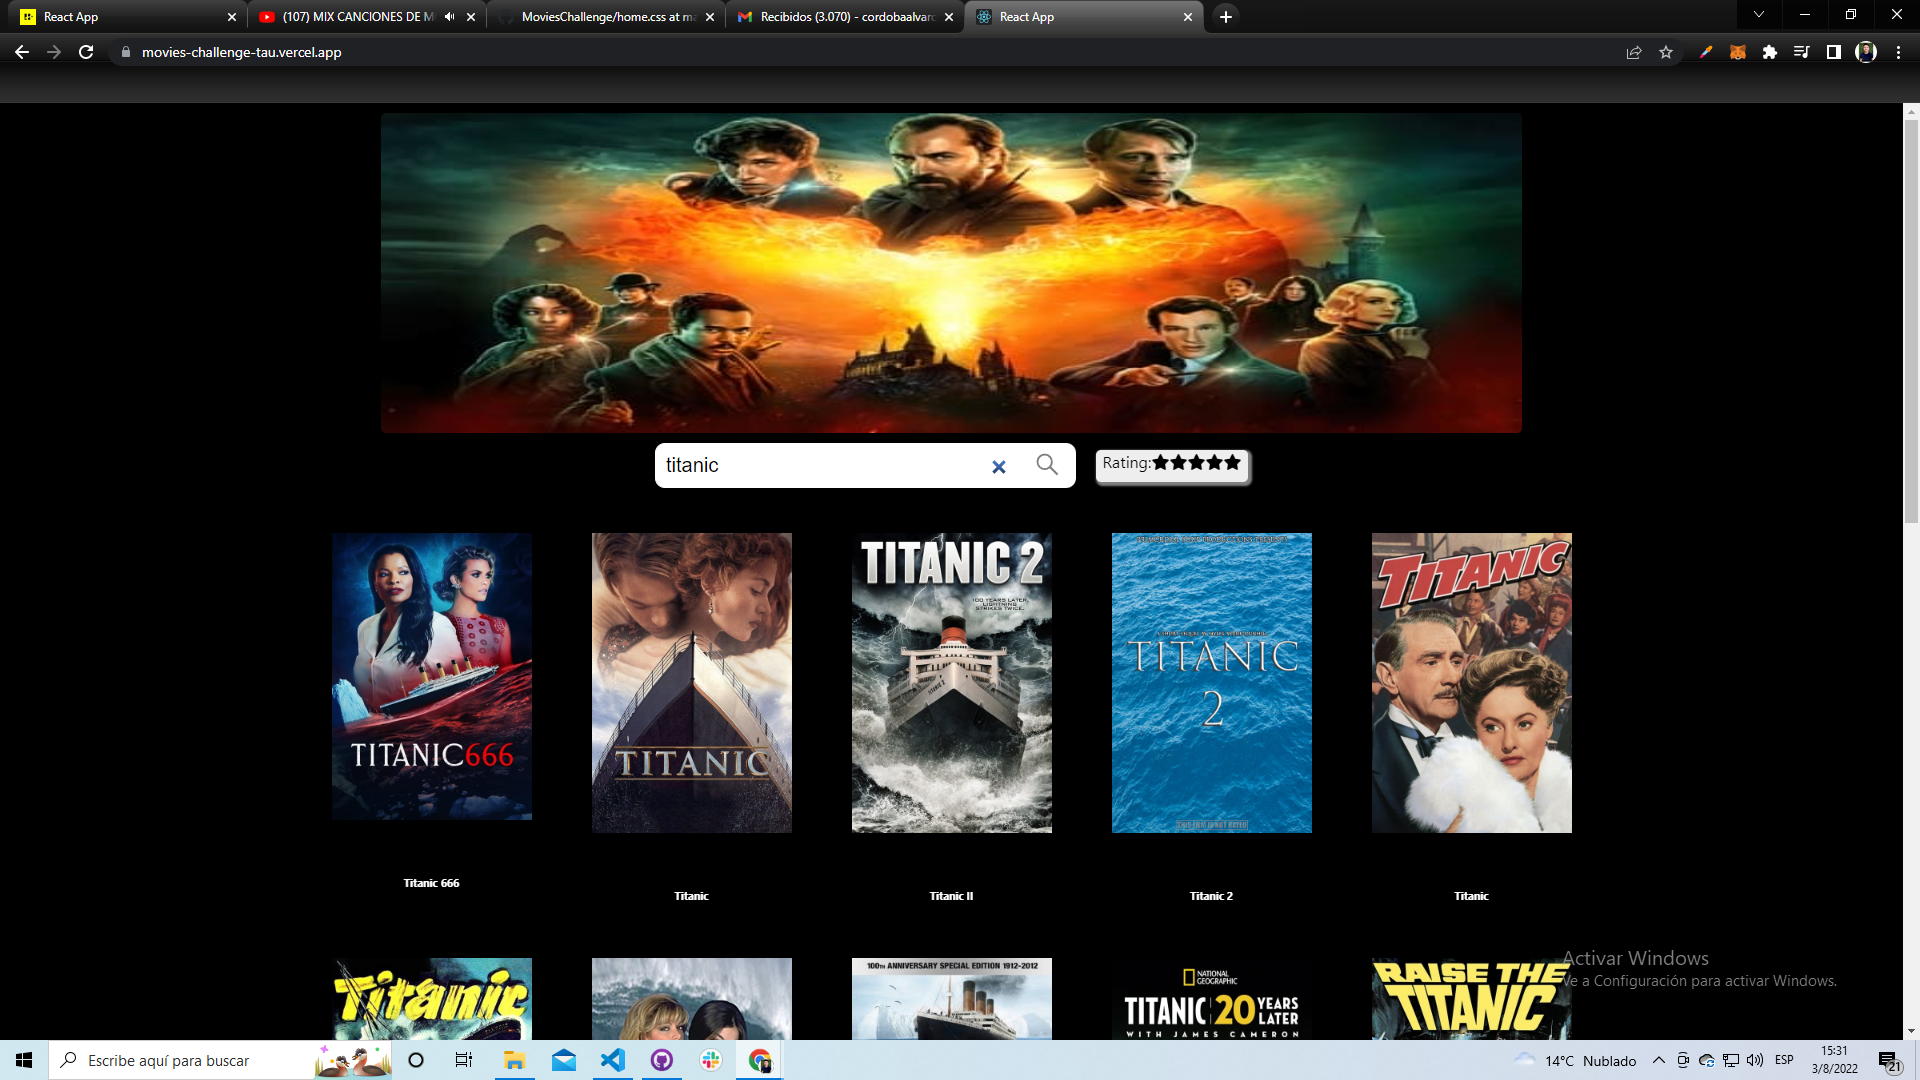 React App
(107) MIX CANCIONES DE M
MoviesChallenge/home.css at ma
Recibidos (3.070) - cordobaalvaro
React App
movies-challenge-tau.vercel.app
titanic
Rating:
TITANIC666
TITANIC
TITANIC 2
100 YEARS LATER,
LIGHTNING
STRIKES TWICE.
TITANIC
2
TITANIC
Titanic 666
Titanic
Titanic II
Titanic 2
Titanic
Titanic
100TH ANNIVERSARY SPECIAL EDITION 1912-2012
NATIONAL
GEOGRAPHIC
TITANIC 20 YEARS
LATER
WITH JAMES CAMERON
RAISE THE
TITANIC
Activar Windows
Ve a Configuración para activar Windows.
Escribe aquí para buscar
14°C Nublado
ESP
15:31
3/8/2022
21